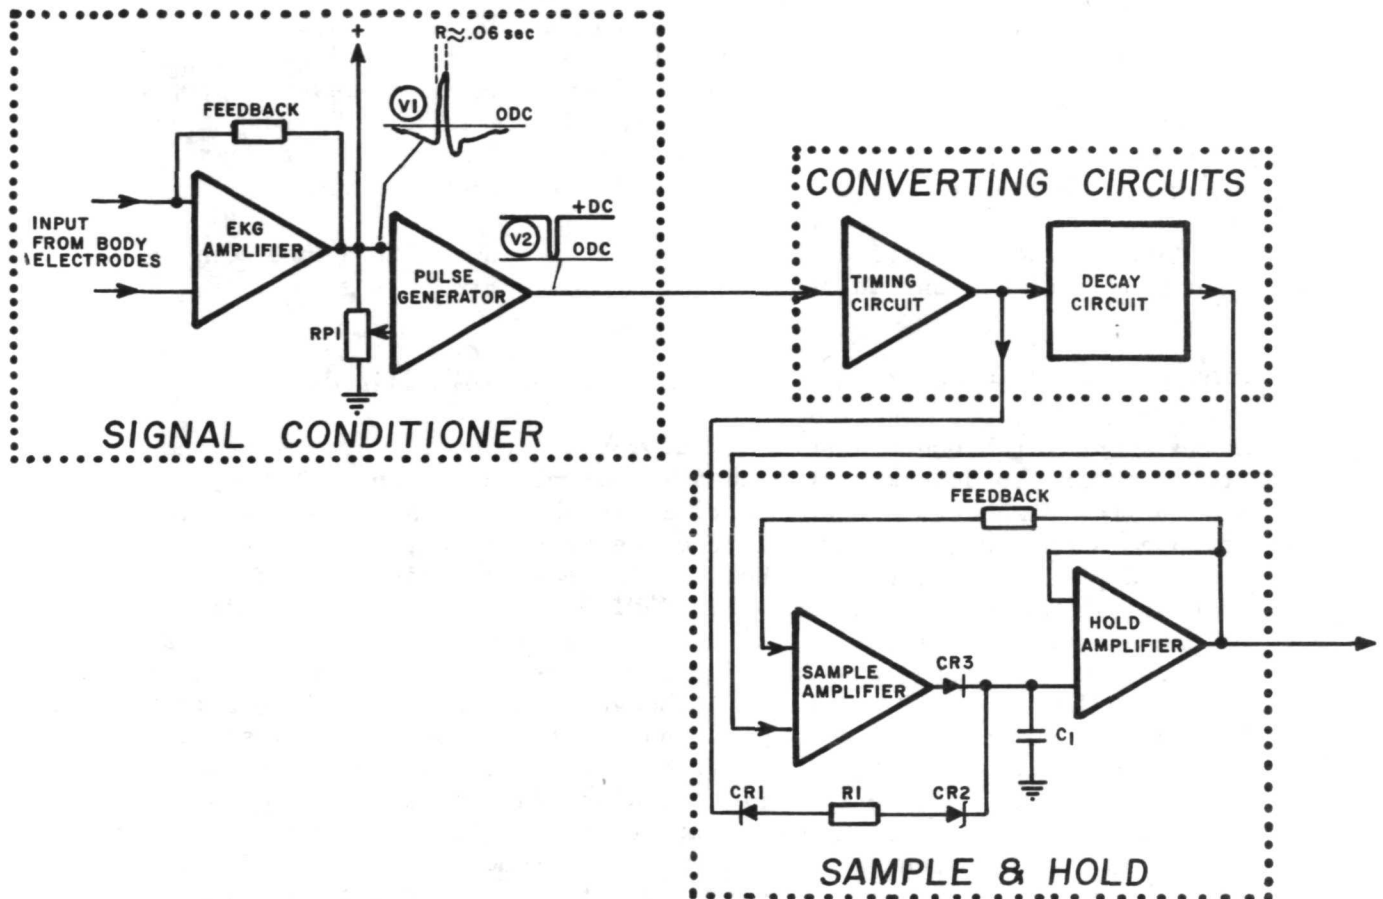 R≈.06 sec
+
FEEDBACK
V1
ODC
INPUT
FROM BODY
ELECTRODES
EKG
AMPLIFIER
V2
+DC
ODC
PULSE
GENERATOR
RP1
SIGNAL CONDITIONER
CONVERTING CIRCUITS
TIMING
CIRCUIT
DECAY
CIRCUIT
FEEDBACK
HOLD
AMPLIFIER
SAMPLE
AMPLIFIER
CR3
C1
CR1
R1
CR2
SAMPLE & HOLD